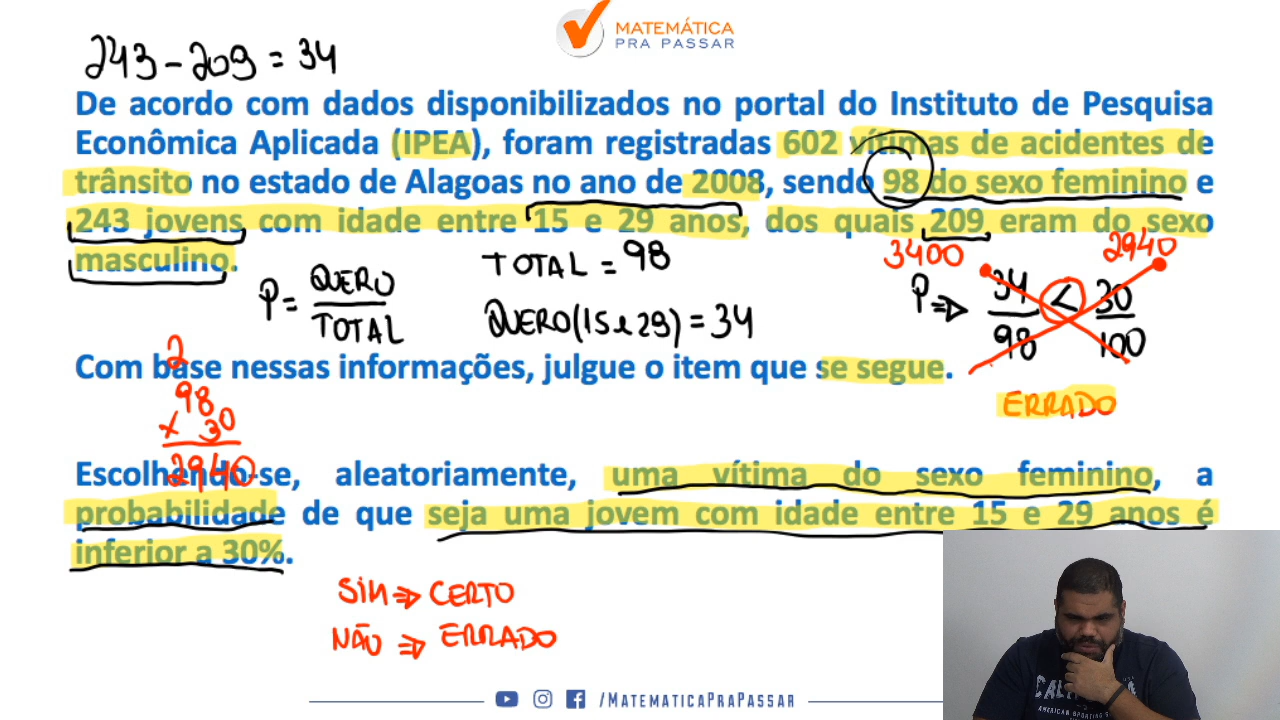 MATEMÁTICA
PRA PASSAR
243 - 209 = 34
De acordo com dados disponibilizados no portal do Instituto de Pesquisa
Econômica Aplicada (IPEA), foram registradas 602 vítimas de acidentes de
trânsito no estado de Alagoas no ano de 2008, sendo 98 do sexo feminino e
243 jovens com idade entre 15 e 29 anos, dos quais 209 eram do sexo
masculino.
3400 2940
P = QUERO
TOTAL
TOTAL = 98
QUERO (15 e 29) = 34
P ⇒ 34 < 30
98 100
Com base nessas informações, julgue o item que se segue.
ERRADO
2
98
× 30
2940
Escolhendo-se, aleatoriamente, uma vítima do sexo feminino, a
probabilidade de que seja uma jovem com idade entre 15 e 29 anos é
inferior a 30%.
SIM ⇒ CERTO
NÃO ⇒ ERRADO
/MATEMATICAPRAPASSAR
AMERICAN SPORTING